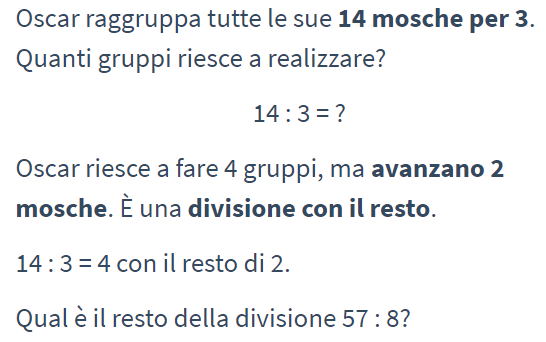 Oscar raggruppa tutte le sue 14 mosche per 3.
Quanti gruppi riesce a realizzare?
14 : 3 = ?
Oscar riesce a fare 4 gruppi, ma avanzano 2
mosche. È una divisione con il resto.
14 : 3 = 4 con il resto di 2.
Qual è il resto della divisione 57 : 8?